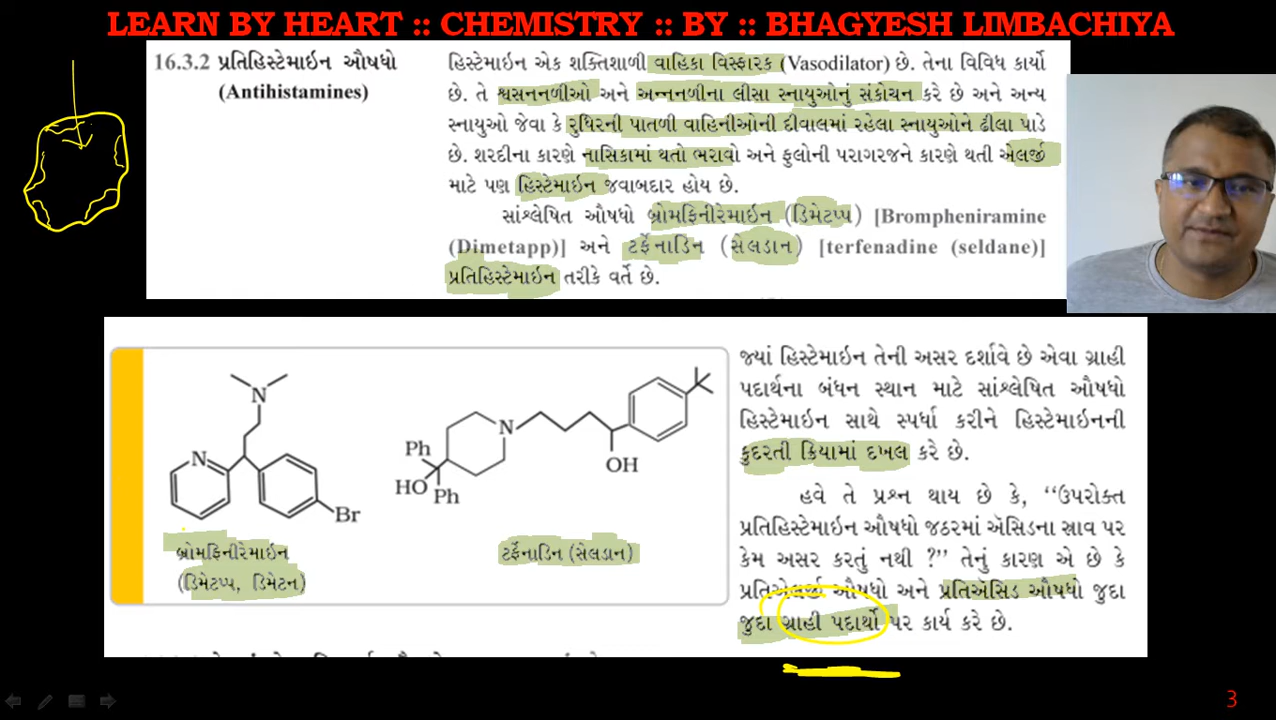 LEARN BY HEART :: CHEMISTRY :: BY :: BHAGYESH LIMBACHIYA
16.3.2 પ્રતિહિસ્ટેમાઇન ઔષધો
(Antihistamines)
હિસ્ટેમાઇન એક શક્તિશાળી વાહિકા વિસ્ફારક (Vasodilator) છે. તેના વિવિધ કાર્યો
છે. તે શ્વસનનળીઓ અને અન્નનળીના લીસા સ્નાયુઓનું સંકોચન કરે છે અને અન્ય
સ્નાયુઓ જેવા કે રુધિરની પાતળી વાહિનીઓની દીવાલમાં રહેલા સ્નાયુઓને ઢીલા પાડે
છે. શરદીના કારણે નાસિકામાં થતો ભરાવો અને ફુલોની પરાગરજને કારણે થતી એલર્જી
માટે પણ હિસ્ટેમાઇન જવાબદાર હોય છે.
સાંશ્લેષિત ઔષધો બ્રોમફિનીરેમાઇન (ડિમેટપ્પ) [Brompheniramine
(Dimetapp)] અને ટર્ફેનાડિન (સેલડાન) [terfenadine (seldane)]
પ્રતિહિસ્ટેમાઇન તરીકે વર્તે છે.
N
N
Br
બ્રોમફિનીરેમાઇન
(ડિમેટપ્પ, ડિમેટન)
N
Ph
HO
Ph
OH
ટર્ફેનાડિન (સેલડાન)
જ્યાં હિસ્ટેમાઇન તેની અસર દર્શાવે છે એવા ગ્રાહી
પદાર્થના બંધન સ્થાન માટે સાંશ્લેષિત ઔષધો
હિસ્ટેમાઇન સાથે સ્પર્ધા કરીને હિસ્ટેમાઇનની
કુદરતી ક્રિયામાં દખલ કરે છે.
હવે તે પ્રશ્ન થાય છે કે, “ઉપરોક્ત
પ્રતિહિસ્ટેમાઇન ઔષધો જઠરમાં ઍસિડના સ્રાવ પર
કેમ અસર કરતું નથી ?” તેનું કારણ એ છે કે
પ્રતિએલર્જી ઔષધો અને પ્રતિઍસિડ ઔષધો જુદા
જુદા ગ્રાહી પદાર્થો પર કાર્ય કરે છે.
3